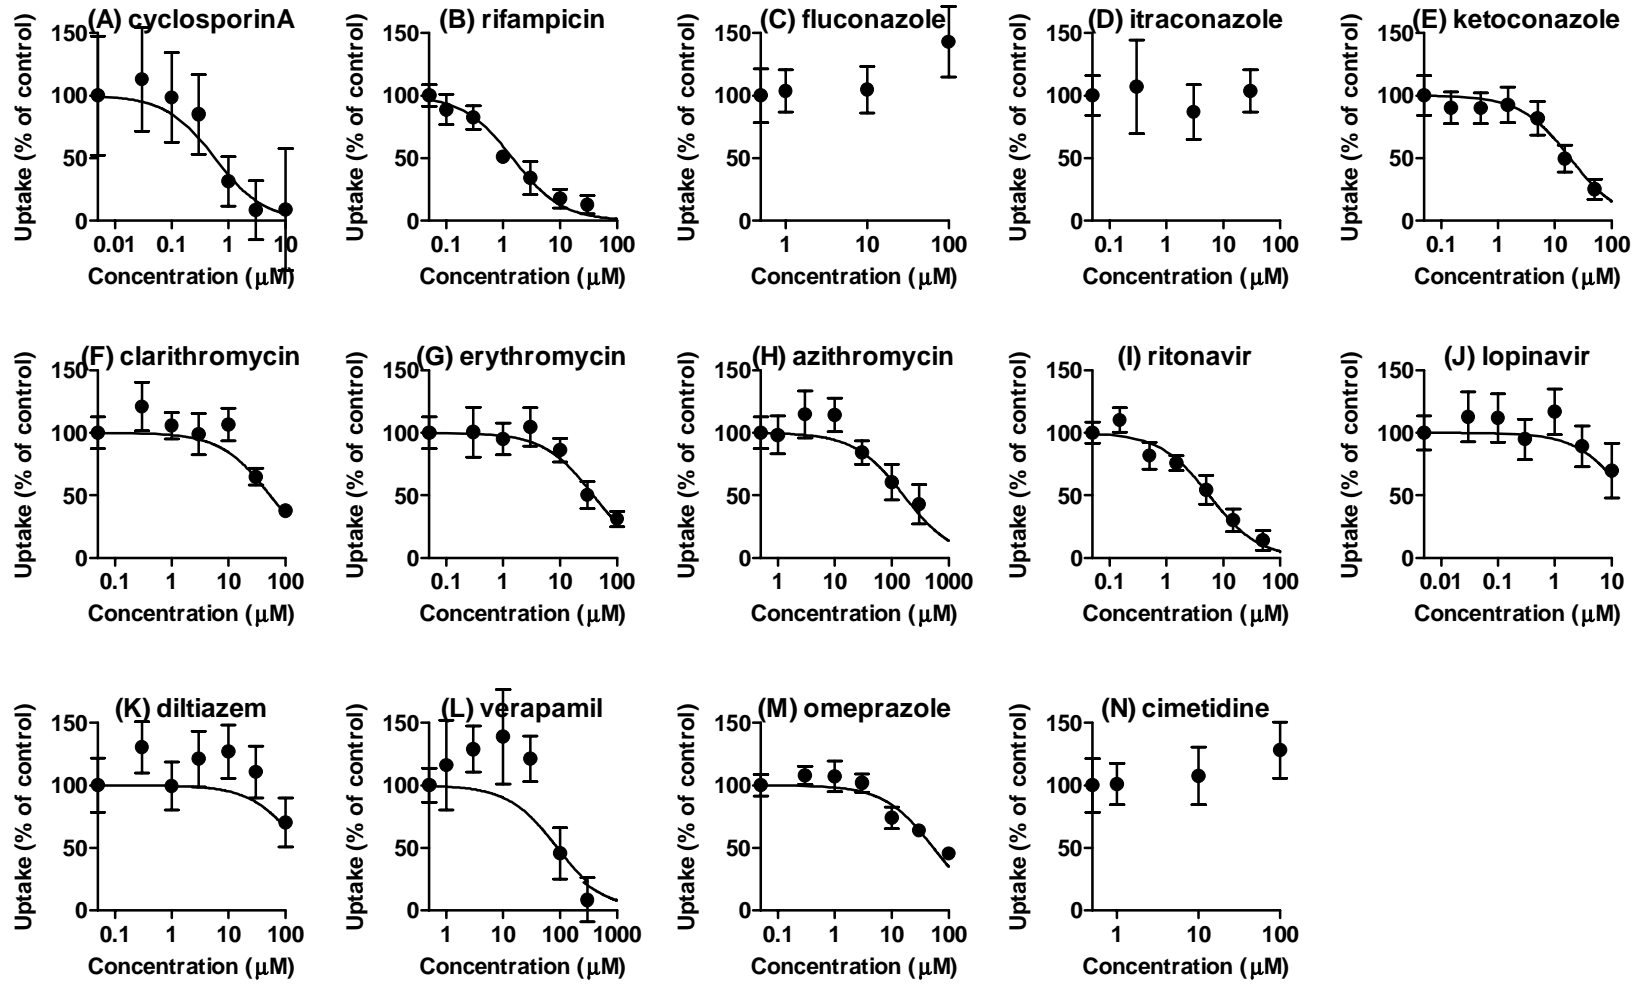 (A) cyclosporinA
Uptake (% of control)
150
100
50
0
0.01 0.1 1 10
Concentration (μM)
(B) rifampicin
Uptake (% of control)
150
100
50
0
0.1 1 10 100
Concentration (μM)
(C) fluconazole
Uptake (% of control)
150
100
50
0
1 10 100
Concentration (μM)
(D) itraconazole
Uptake (% of control)
150
100
50
0
0.1 1 10 100
Concentration (μM)
(E) ketoconazole
Uptake (% of control)
150
100
50
0
0.1 1 10 100
Concentration (μM)
(F) clarithromycin
Uptake (% of control)
150
100
50
0
0.1 1 10 100
Concentration (μM)
(G) erythromycin
Uptake (% of control)
150
100
50
0
0.1 1 10 100
Concentration (μM)
(H) azithromycin
Uptake (% of control)
150
100
50
0
1 10 100 1000
Concentration (μM)
(I) ritonavir
Uptake (% of control)
150
100
50
0
0.1 1 10 100
Concentration (μM)
(J) lopinavir
Uptake (% of control)
150
100
50
0
0.01 0.1 1 10
Concentration (μM)
(K) diltiazem
Uptake (% of control)
150
100
50
0
0.1 1 10 100
Concentration (μM)
(L) verapamil
Uptake (% of control)
150
100
50
0
1 10 100 1000
Concentration (μM)
(M) omeprazole
Uptake (% of control)
150
100
50
0
0.1 1 10 100
Concentration (μM)
(N) cimetidine
Uptake (% of control)
150
100
50
0
1 10 100
Concentration (μM)